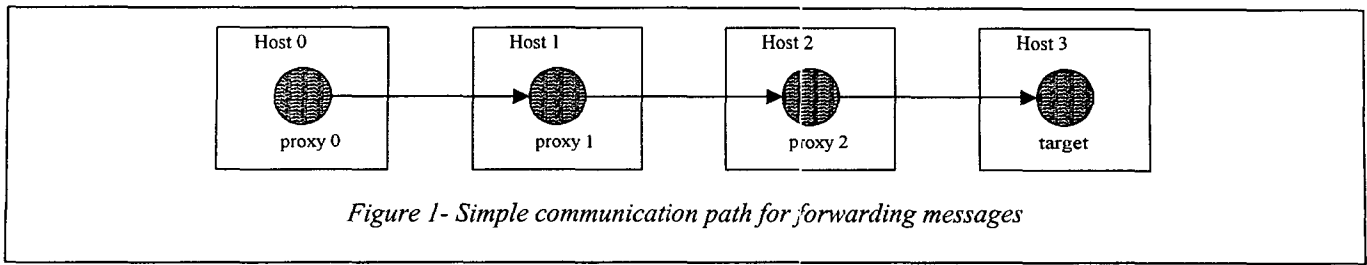 Host 0 Host 1 Host 2 Host 3
proxy 0 proxy 1 proxy 2 target
Figure 1- Simple communication path for forwarding messages